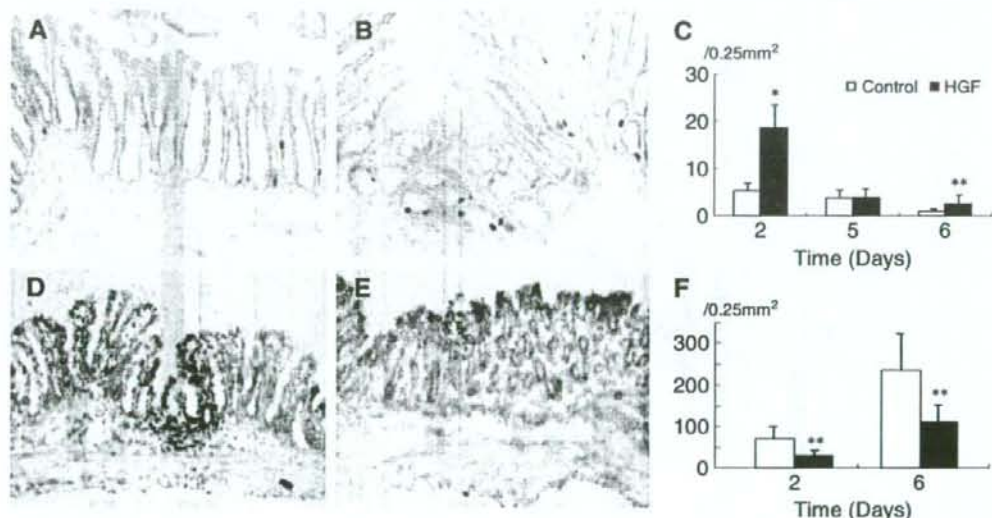 A
B
C
/0.25mm²
30
20
10
0
□ Control ■ HGF
*
**
2 5 6
Time (Days)
D
E
F
/0.25mm²
300
200
100
0
**
**
2 6
Time (Days)